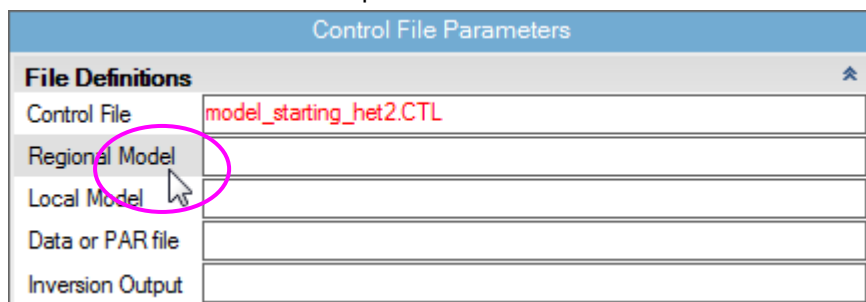 Control File Parameters
File Definitions
Control File model_starting_het2.CTL
Regional Model
Local Model
Data or PAR file
Inversion Output